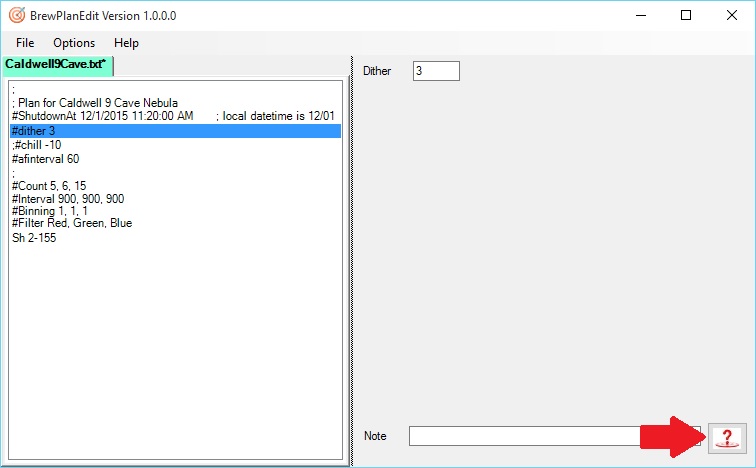 BrewPlanEdit Version 1.0.0.0
File Options Help
Caldwell9Cave.txt*
;
; Plan for Caldwell 9 Cave Nebula
#ShutdownAt 12/1/2015 11:20:00 AM ; local datetime is 12/01
#dither 3
;#chill -10
#afinterval 60
;
#Count 5, 6, 15
#Interval 900, 900, 900
#Binning 1, 1, 1
#Filter Red, Green, Blue
Sh 2-155
Dither 3
Note
?